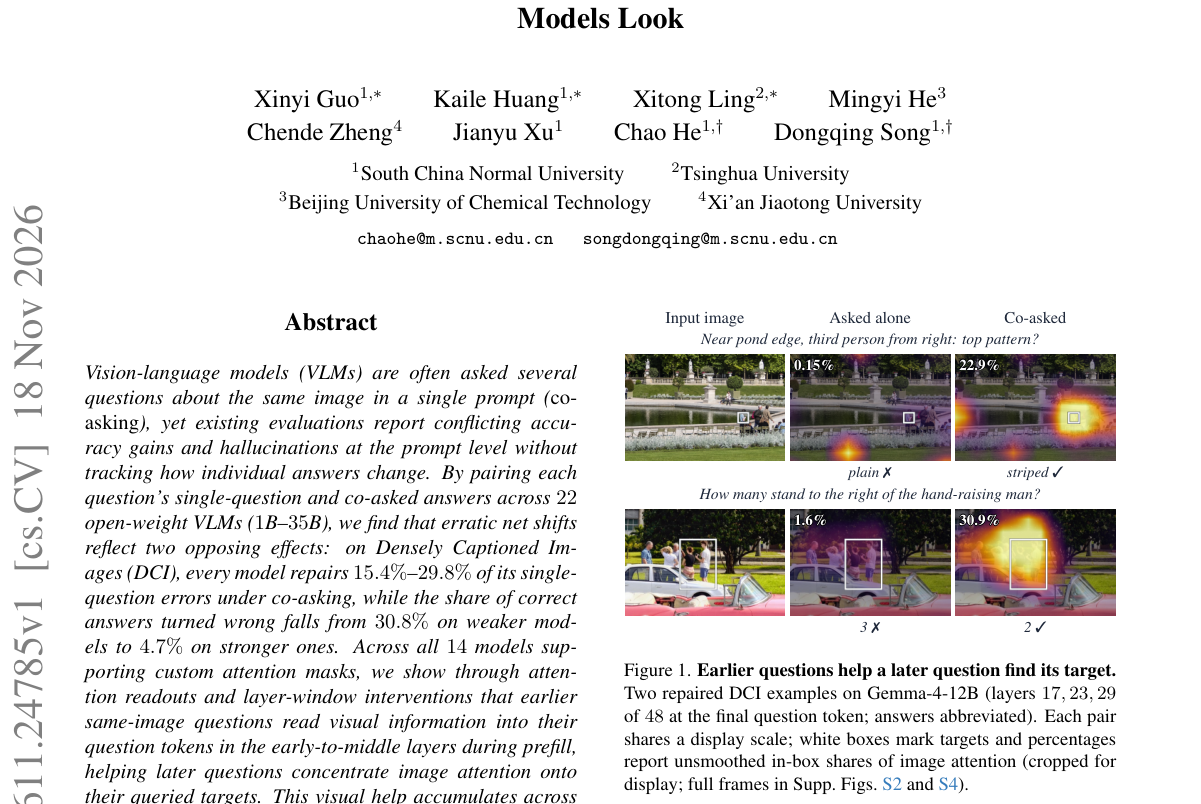 Models Look
Xinyi Guo1,∗ Kaile Huang1,∗ Xitong Ling2,∗ Mingyi He3
Chende Zheng4 Jianyu Xu1 Chao He1,† Dongqing Song1,†
1South China Normal University 2Tsinghua University
3Beijing University of Chemical Technology 4Xi'an Jiaotong University
chaohe@m.scnu.edu.cn songdongqing@m.scnu.edu.cn
611.24785v1 [cs.CV] 18 Nov 2026
Abstract
Vision-language models (VLMs) are often asked several
questions about the same image in a single prompt (co-
asking), yet existing evaluations report conflicting accu-
racy gains and hallucinations at the prompt level without
tracking how individual answers change. By pairing each
question's single-question and co-asked answers across 22
open-weight VLMs (1B–35B), we find that erratic net shifts
reflect two opposing effects: on Densely Captioned Im-
ages (DCI), every model repairs 15.4%–29.8% of its single-
question errors under co-asking, while the share of correct
answers turned wrong falls from 30.8% on weaker mod-
els to 4.7% on stronger ones. Across all 14 models sup-
porting custom attention masks, we show through atten-
tion readouts and layer-window interventions that earlier
same-image questions read visual information into their
question tokens in the early-to-middle layers during prefill,
helping later questions concentrate image attention onto
their queried targets. This visual help accumulates across
Input image Asked alone Co-asked
Near pond edge, third person from right: top pattern?
0.15% 22.9%
plain ✗ striped ✓
How many stand to the right of the hand-raising man?
1.6% 30.9%
3 ✗ 2 ✓
Figure 1. Earlier questions help a later question find its target.
Two repaired DCI examples on Gemma-4-12B (layers 17, 23, 29
of 48 at the final question token; answers abbreviated). Each pair
shares a display scale; white boxes mark targets and percentages
report unsmoothed in-box shares of image attention (cropped for
display; full frames in Supp. Figs. S2 and S4).